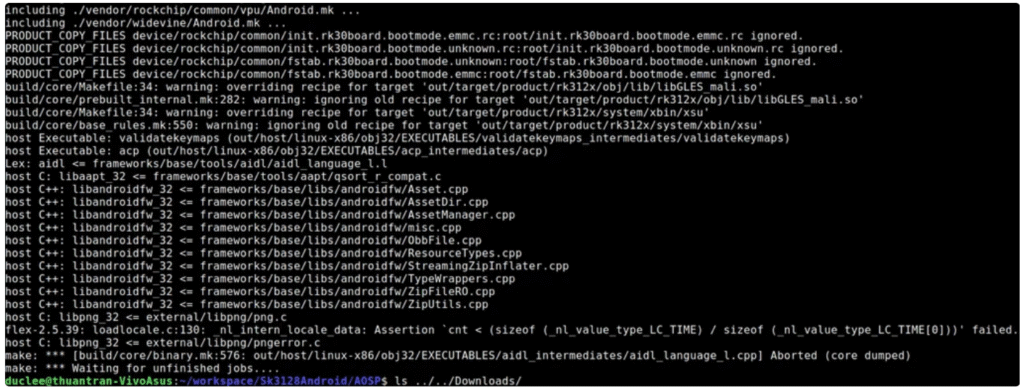 including ./vendor/rockchip/common/vpu/Android.mk ...
including ./vendor/widevine/Android.mk ...
PRODUCT_COPY_FILES device/rockchip/common/init.rk30board.bootmode.emmc.rc:root/init.rk30board.bootmode.emmc.rc ignored.
PRODUCT_COPY_FILES device/rockchip/common/init.rk30board.bootmode.unknown.rc:root/init.rk30board.bootmode.unknown.rc ignored.
PRODUCT_COPY_FILES device/rockchip/common/fstab.rk30board.bootmode.unknown:root/fstab.rk30board.bootmode.unknown ignored.
PRODUCT_COPY_FILES device/rockchip/common/fstab.rk30board.bootmode.emmc:root/fstab.rk30board.bootmode.emmc ignored.
build/core/Makefile:34: warning: overriding recipe for target 'out/target/product/rk312x/obj/lib/libGLES_mali.so'
build/core/prebuilt_internal.mk:282: warning: ignoring old recipe for target 'out/target/product/rk312x/obj/lib/libGLES_mali.so'
build/core/Makefile:34: warning: overriding recipe for target 'out/target/product/rk312x/system/xbin/xsu'
build/core/base_rules.mk:550: warning: ignoring old recipe for target 'out/target/product/rk312x/system/xbin/xsu'
host Executable: validatekeymaps (out/host/linux-x86/obj32/EXECUTABLES/validatekeymaps_intermediates/validatekeymaps)
host Executable: acp (out/host/linux-x86/obj32/EXECUTABLES/acp_intermediates/acp)
Lex: aidl <= frameworks/base/tools/aidl/aidl_language_l.l
host C: libaapt_32 <= frameworks/base/tools/aapt/qsort_r_compat.c
host C++: libandroidfw_32 <= frameworks/base/libs/androidfw/Asset.cpp
host C++: libandroidfw_32 <= frameworks/base/libs/androidfw/AssetDir.cpp
host C++: libandroidfw_32 <= frameworks/base/libs/androidfw/AssetManager.cpp
host C++: libandroidfw_32 <= frameworks/base/libs/androidfw/misc.cpp
host C++: libandroidfw_32 <= frameworks/base/libs/androidfw/ObbFile.cpp
host C++: libandroidfw_32 <= frameworks/base/libs/androidfw/ResourceTypes.cpp
host C++: libandroidfw_32 <= frameworks/base/libs/androidfw/StreamingZipInflater.cpp
host C++: libandroidfw_32 <= frameworks/base/libs/androidfw/TypeWrappers.cpp
host C++: libandroidfw_32 <= frameworks/base/libs/androidfw/ZipFileRO.cpp
host C++: libandroidfw_32 <= frameworks/base/libs/androidfw/ZipUtils.cpp
host C: libpng_32 <= external/libpng/png.c
flex-2.5.39: loadlocale.c:130: _nl_intern_locale_data: Assertion `cnt < (sizeof (_nl_value_type_LC_TIME) / sizeof (_nl_value_type_LC_TIME[0]))' failed.
host C: libpng_32 <= external/libpng/pngerror.c
make: *** [build/core/binary.mk:576: out/host/linux-x86/obj32/EXECUTABLES/aidl_intermediates/aidl_language_l.cpp] Aborted (core dumped)
make: *** Waiting for unfinished jobs....
duclee@thuantran-VivoAsus:~/workspace/Sk3128Android/AOSP$ ls ../../Downloads/